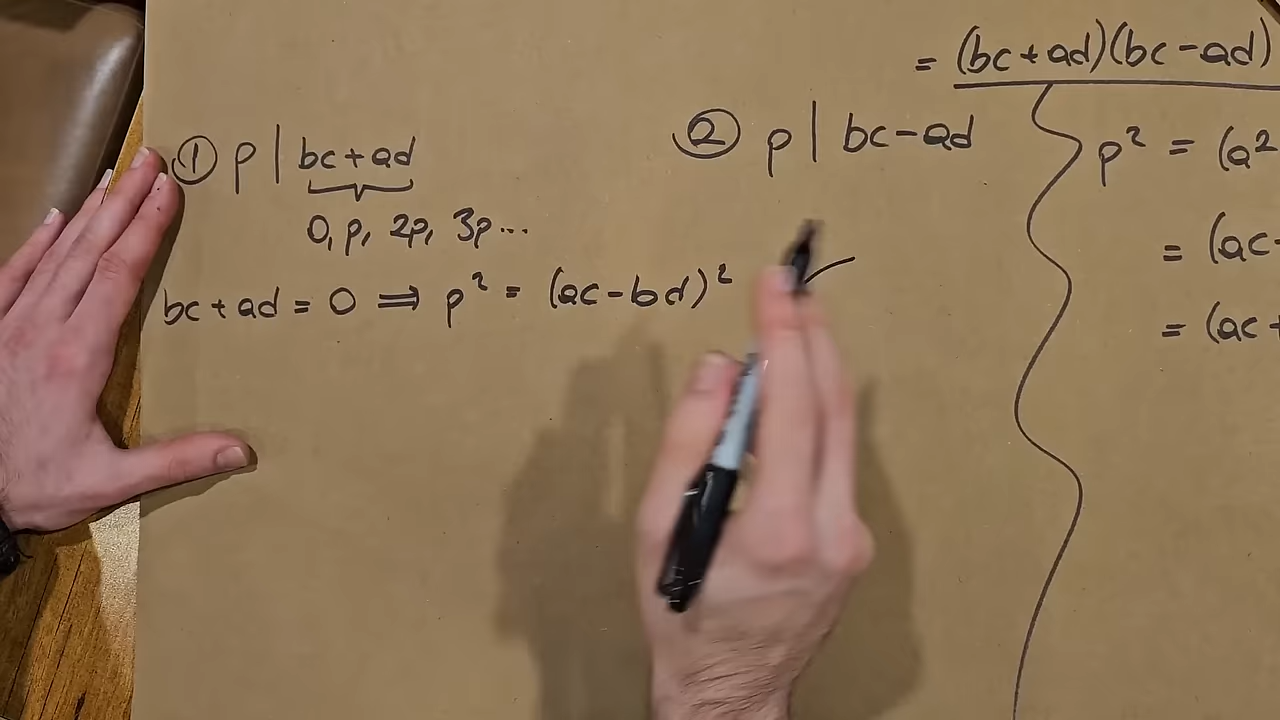 = (bc+ad)(bc-ad)
① p | bc+ad
0, p, 2p, 3p...
bc+ad = 0 ⟹ p² = (ac-bd)²
② p | bc-ad
p² = (a²
= (ac-
= (ac+